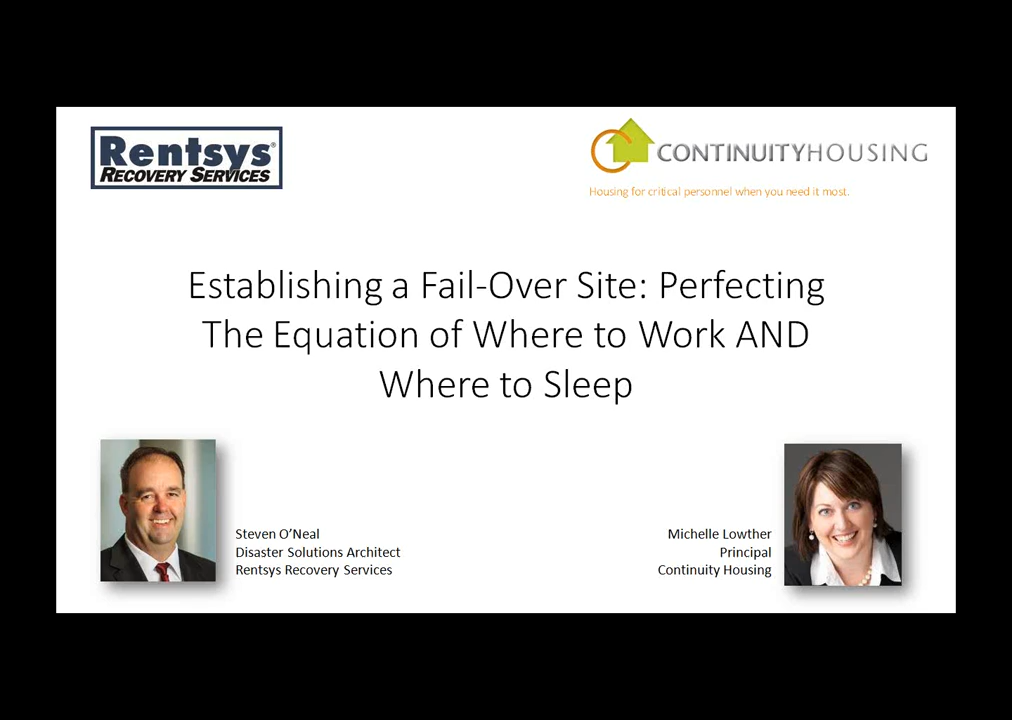 Rentsys®
RECOVERY SERVICES
CONTINUITYHOUSING
Housing for critical personnel when you need it most.
Establishing a Fail-Over Site: Perfecting
The Equation of Where to Work AND
Where to Sleep
Steven O’Neal
Disaster Solutions Architect
Rentsys Recovery Services
Michelle Lowther
Principal
Continuity Housing